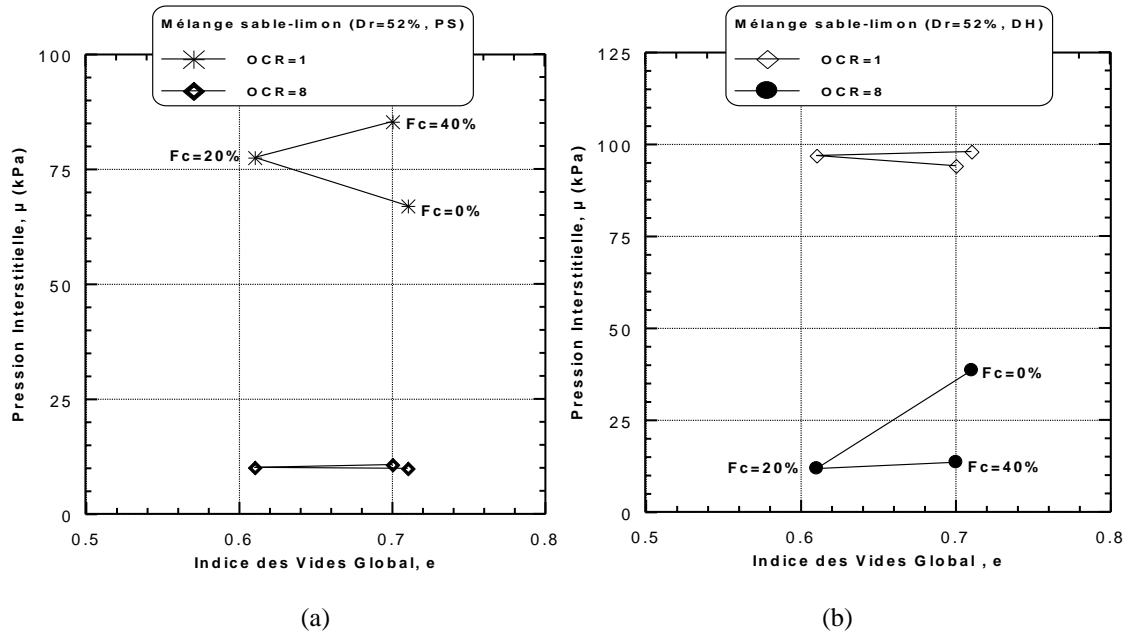 Mélange sable-limon (Dr=52%, PS)
OCR=1
OCR=8
100
75
50
25
0
0.5
0.6
0.7
0.8
Fc=40%
Fc=20%
Fc=0%
Pression Interstitielle, µ (kPa)
Indice des Vides Global, e
(a)
Mélange sable-limon (Dr=52%, DH)
OCR=1
OCR=8
125
100
75
50
25
0
0.5
0.6
0.7
0.8
Fc=0%
Fc=20%
Fc=40%
Pression Interstitielle, µ (kPa)
Indice des Vides Global , e
(b)